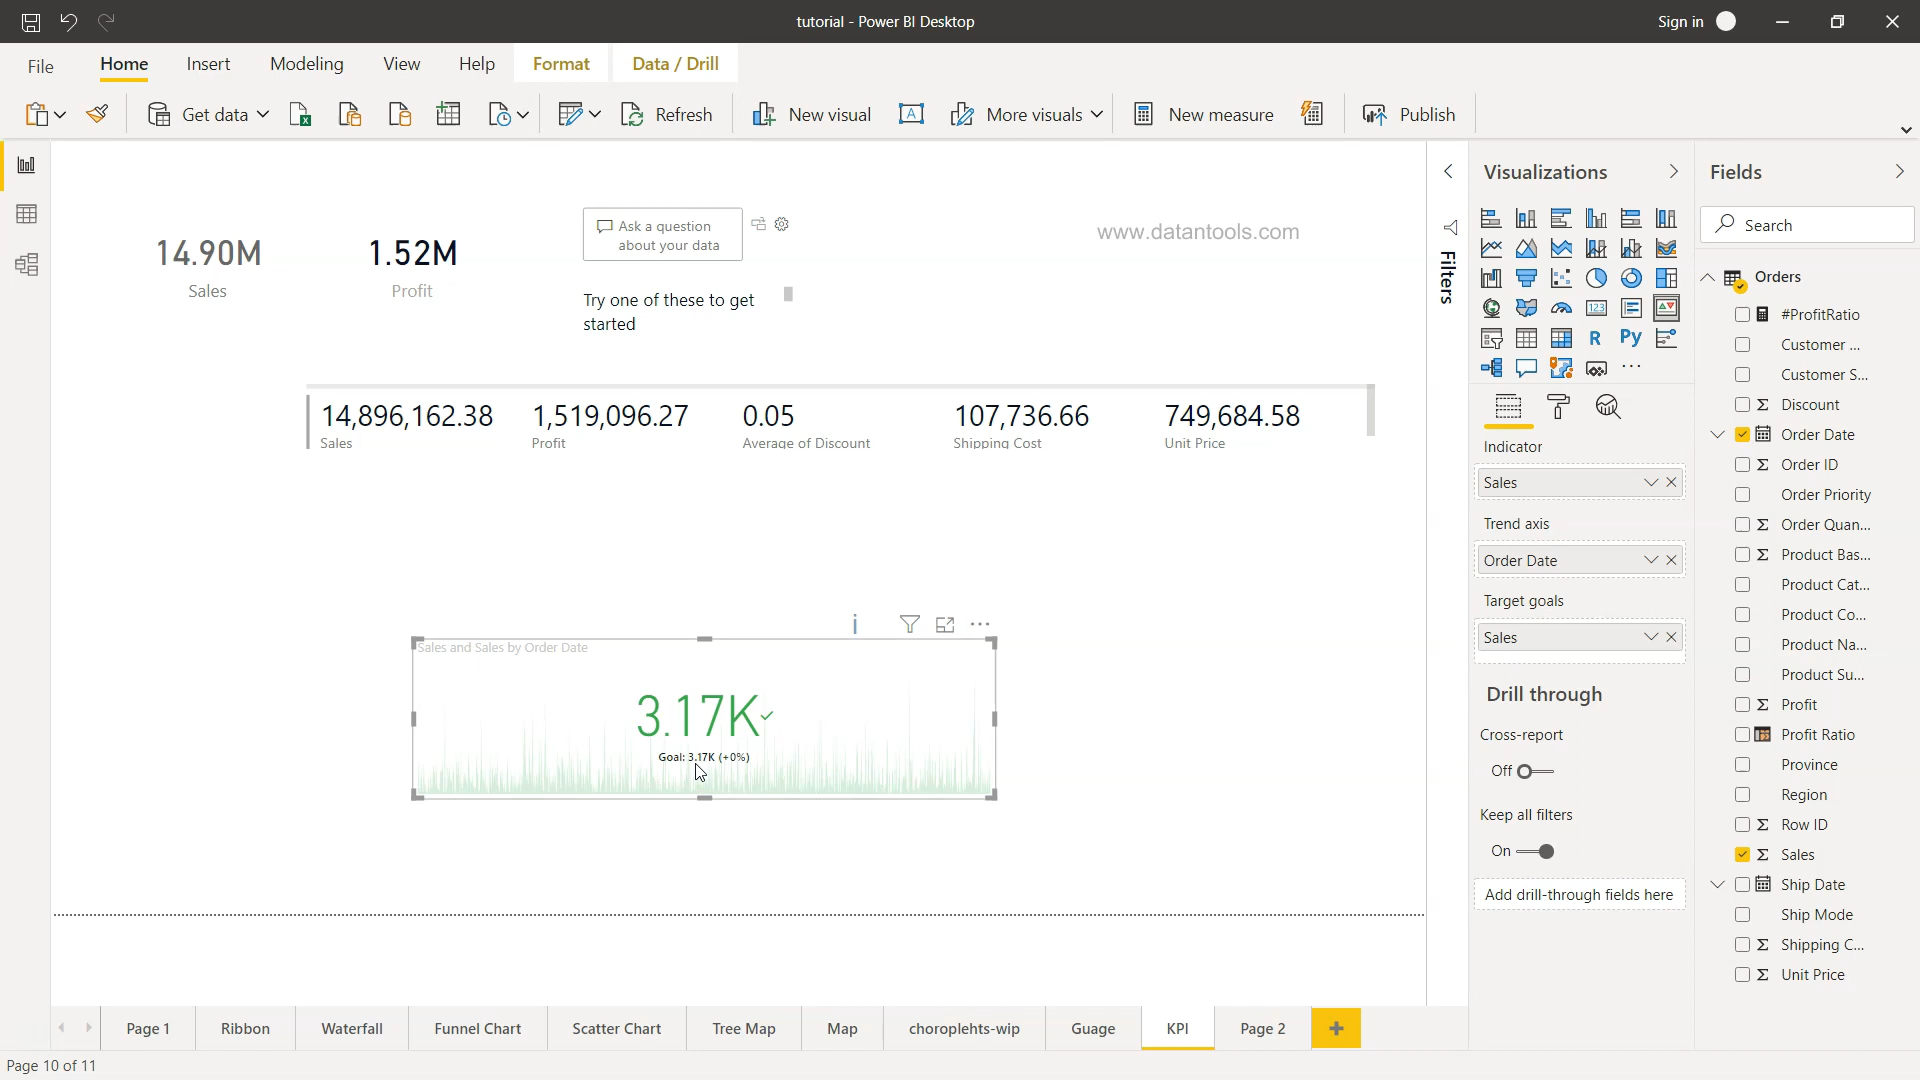 tutorial - Power BI Desktop
Sign in
File
Home
Insert
Modeling
View
Help
Format
Data / Drill
Get data
Refresh
New visual
More visuals
New measure
Publish
14.90M
Sales
1.52M
Profit
Ask a question
about your data
Try one of these to get
started
www.datantools.com
14,896,162.38
Sales
1,519,096.27
Profit
0.05
Average of Discount
107,736.66
Shipping Cost
749,684.58
Unit Price
Sales and Sales by Order Date
3.17K
Goal: 3.17K (+0%)
Filters
Visualizations
123
R
Py
Indicator
Sales
Trend axis
Order Date
Target goals
Sales
Drill through
Cross-report
Off
Keep all filters
On
Add drill-through fields here
Fields
Search
Orders
#ProfitRatio
Customer ...
Customer S...
Discount
Order Date
Order ID
Order Priority
Order Quan...
Product Bas...
Product Cat...
Product Co...
Product Na...
Product Su...
Profit
Profit Ratio
Province
Region
Row ID
Sales
Ship Date
Ship Mode
Shipping C...
Unit Price
Page 1
Ribbon
Waterfall
Funnel Chart
Scatter Chart
Tree Map
Map
choroplehts-wip
Guage
KPI
Page 2
Page 10 of 11